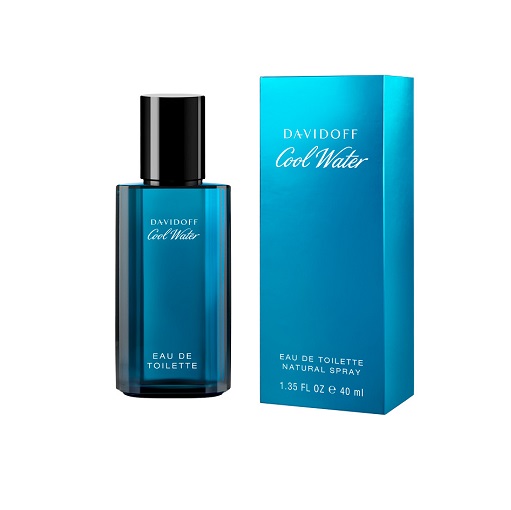 DAVIDOFF
Cool Water
EAU DE
TOILETTE
DAVIDOFF
Cool Water
EAU DE TOILETTE
NATURAL SPRAY
1.35 FL OZ ℮ 40 ml